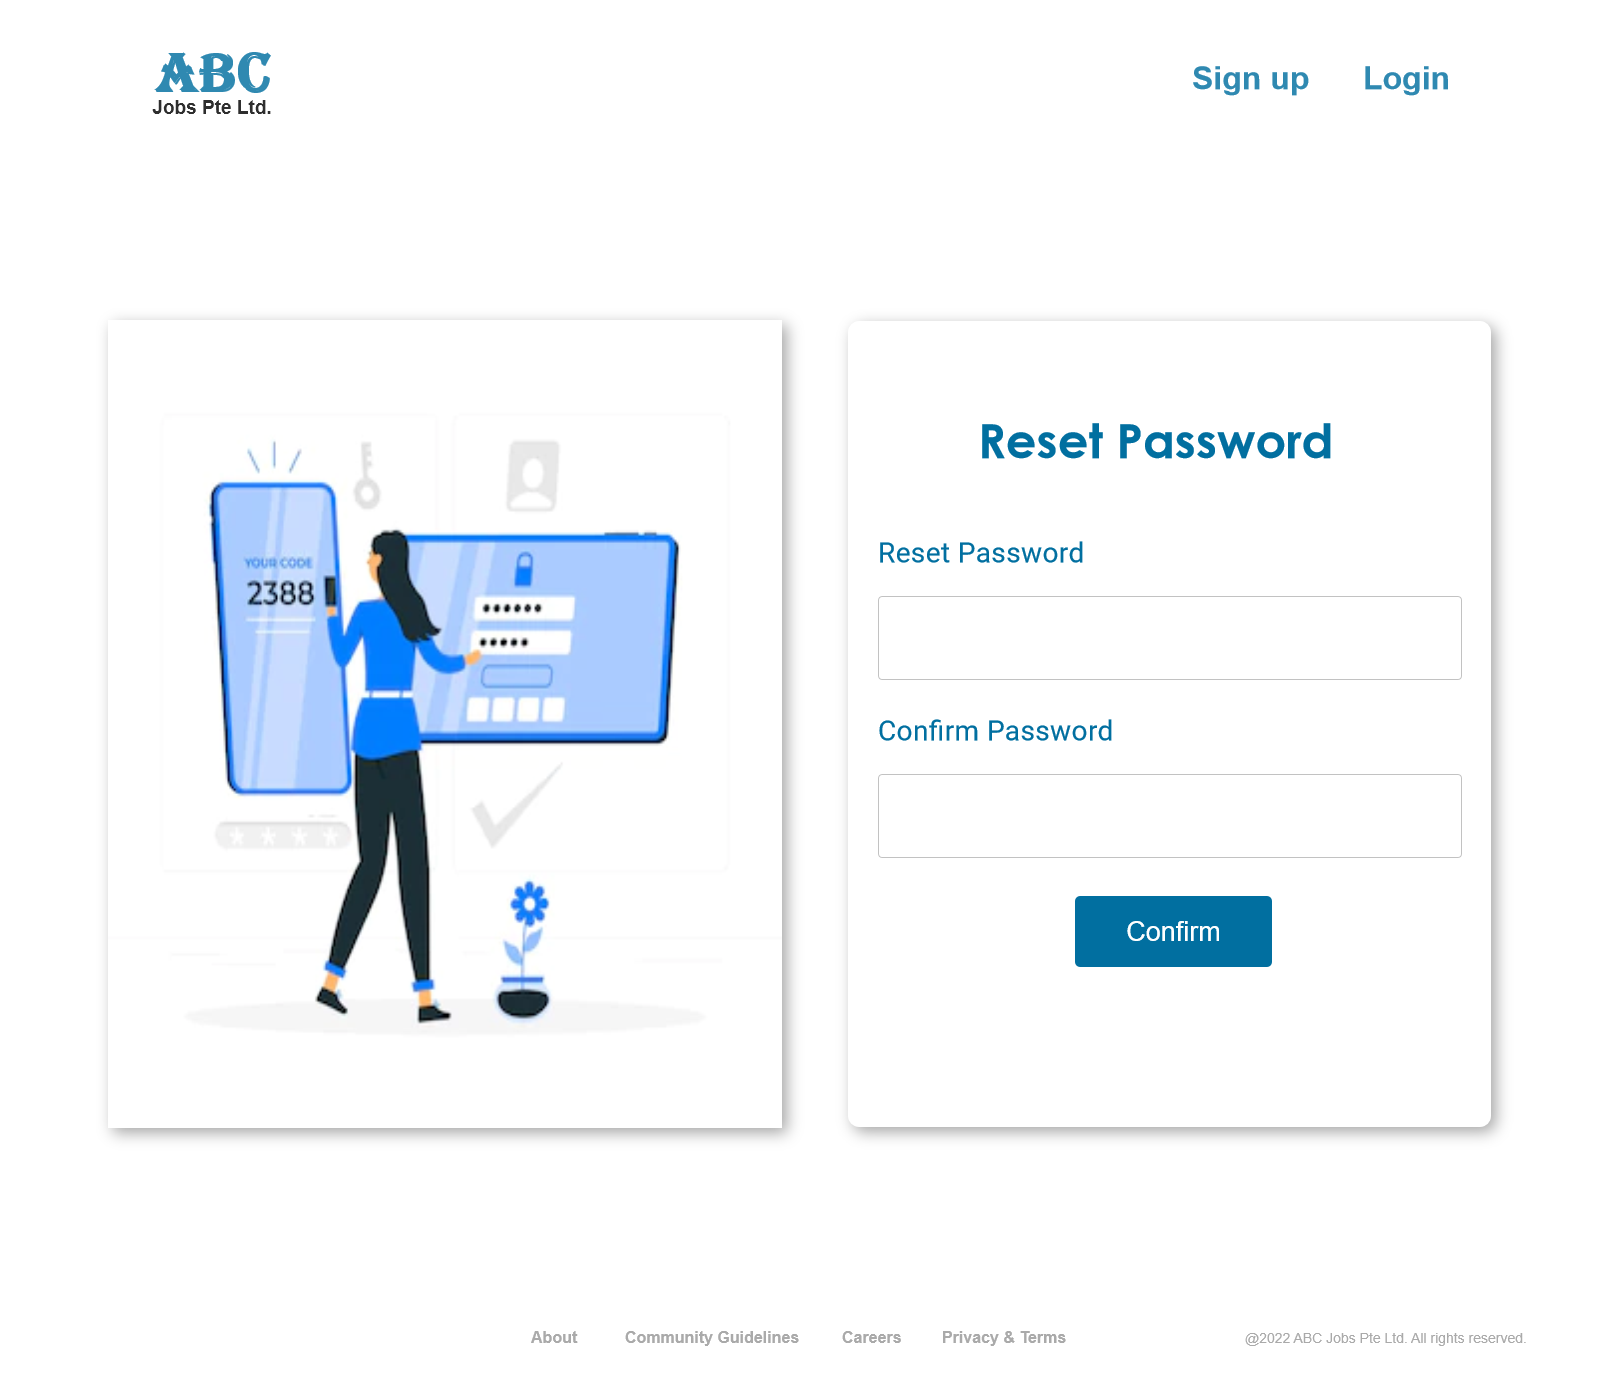 ABC
Jobs Pte Ltd.
Sign up
Login
YOUR CODE
2388
Reset Password
Reset Password
Confirm Password
Confirm
About
Community Guidelines
Careers
Privacy & Terms
@2022 ABC Jobs Pte Ltd. All rights reserved.